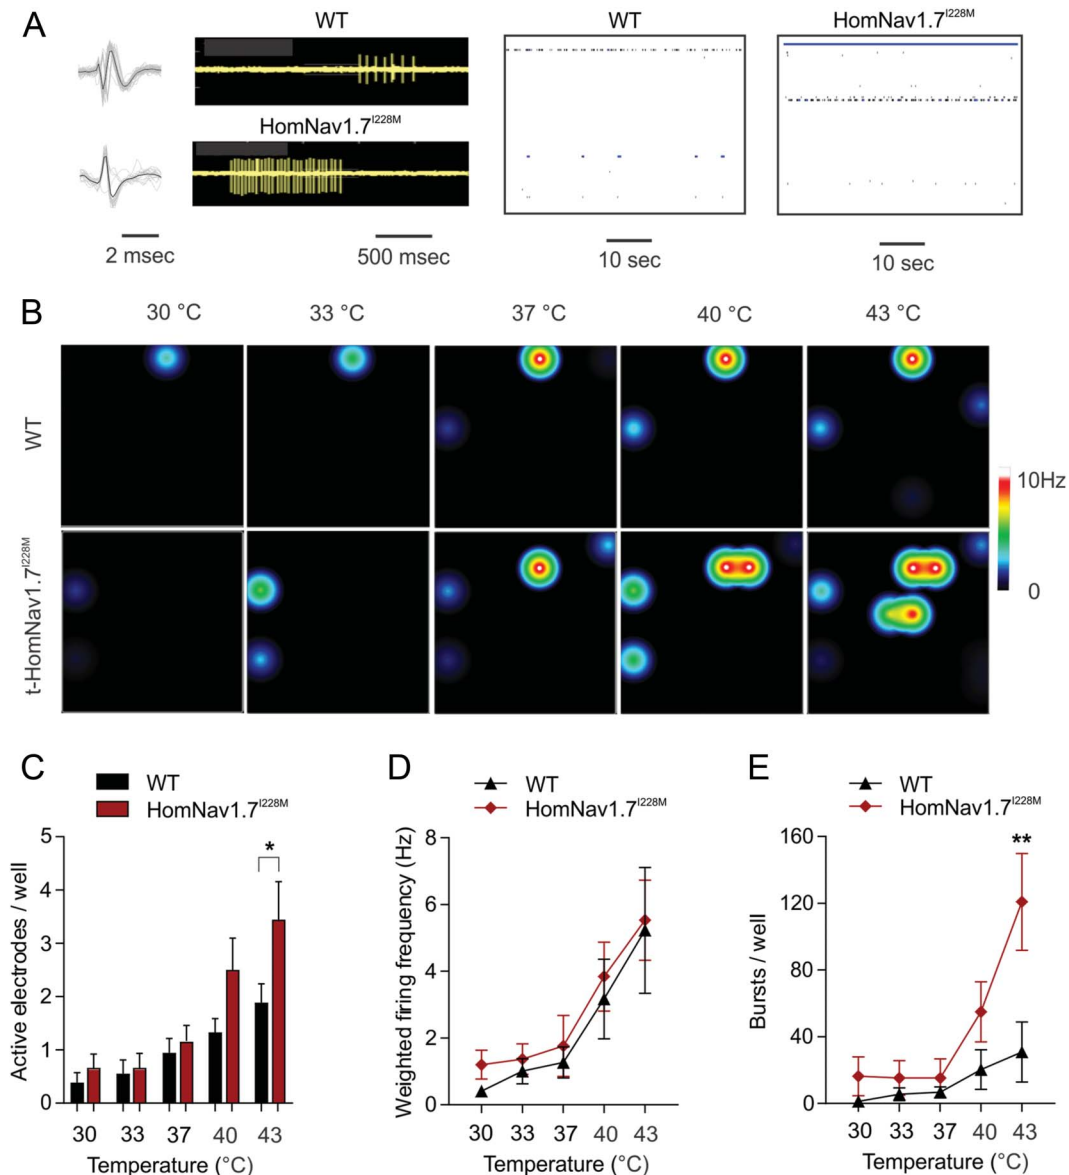 A
WT
WT
HomNav1.7I228M
HomNav1.7I228M
2 msec
500 msec
10 sec
10 sec
B
30 °C
33 °C
37 °C
40 °C
43 °C
WT
t-HomNav1.7I228M
10Hz
0
C
WT
HomNav1.7I228M
Active electrodes / well
5
4
3
2
1
0
*
30
33
37
40
43
Temperature (°C)
D
WT
HomNav1.7I228M
Weighted firing frequency (Hz)
8
6
4
2
0
30
33
37
40
43
Temperature (°C)
E
WT
HomNav1.7I228M
Bursts / well
160
120
80
40
0
**
30
33
37
40
43
Temperature (°C)